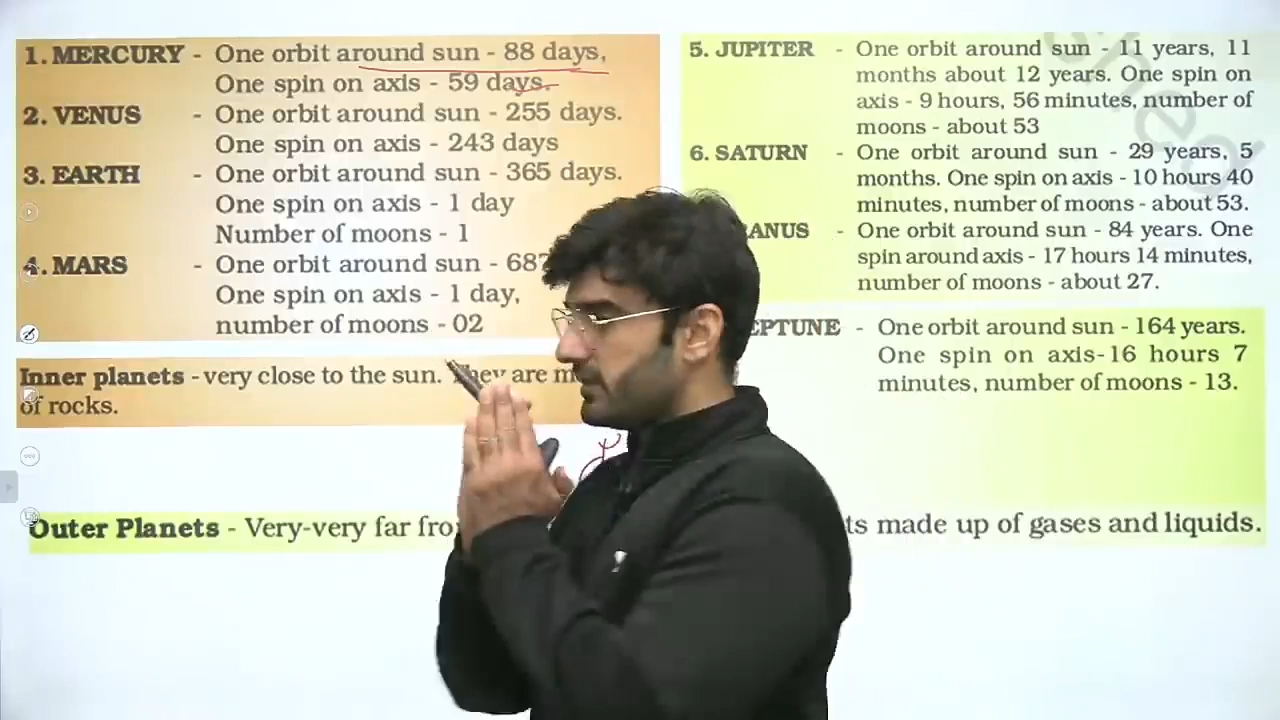 1. MERCURY - One orbit around sun - 88 days,
One spin on axis - 59 days.
2. VENUS - One orbit around sun - 255 days.
One spin on axis - 243 days
3. EARTH - One orbit around sun - 365 days.
One spin on axis - 1 day
Number of moons - 1
4. MARS - One orbit around sun - 687
One spin on axis - 1 day,
number of moons - 02
Inner planets - very close to the sun. They are
of rocks.
5. JUPITER - One orbit around sun - 11 years, 11
months about 12 years. One spin on
axis - 9 hours, 56 minutes, number of
moons - about 53
6. SATURN - One orbit around sun - 29 years, 5
months. One spin on axis - 10 hours 40
minutes, number of moons - about 53.
RANUS - One orbit around sun - 84 years. One
spin around axis - 17 hours 14 minutes,
number of moons - about 27.
EPTUNE - One orbit around sun - 164 years.
One spin on axis-16 hours 7
minutes, number of moons - 13.
Outer Planets - Very-very far made up of gases and liquids.